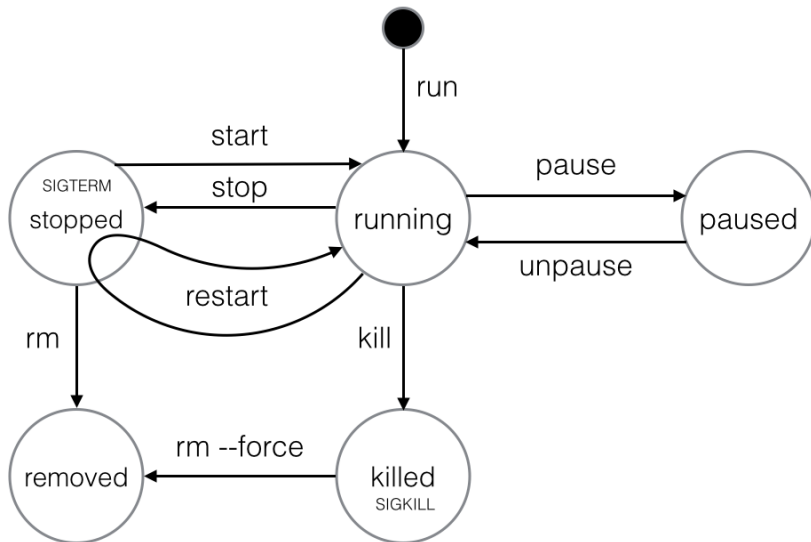 run
start
pause
SIGTERM
stop
stopped
running
paused
unpause
restart
rm
kill
rm --force
removed
killed
SIGKILL